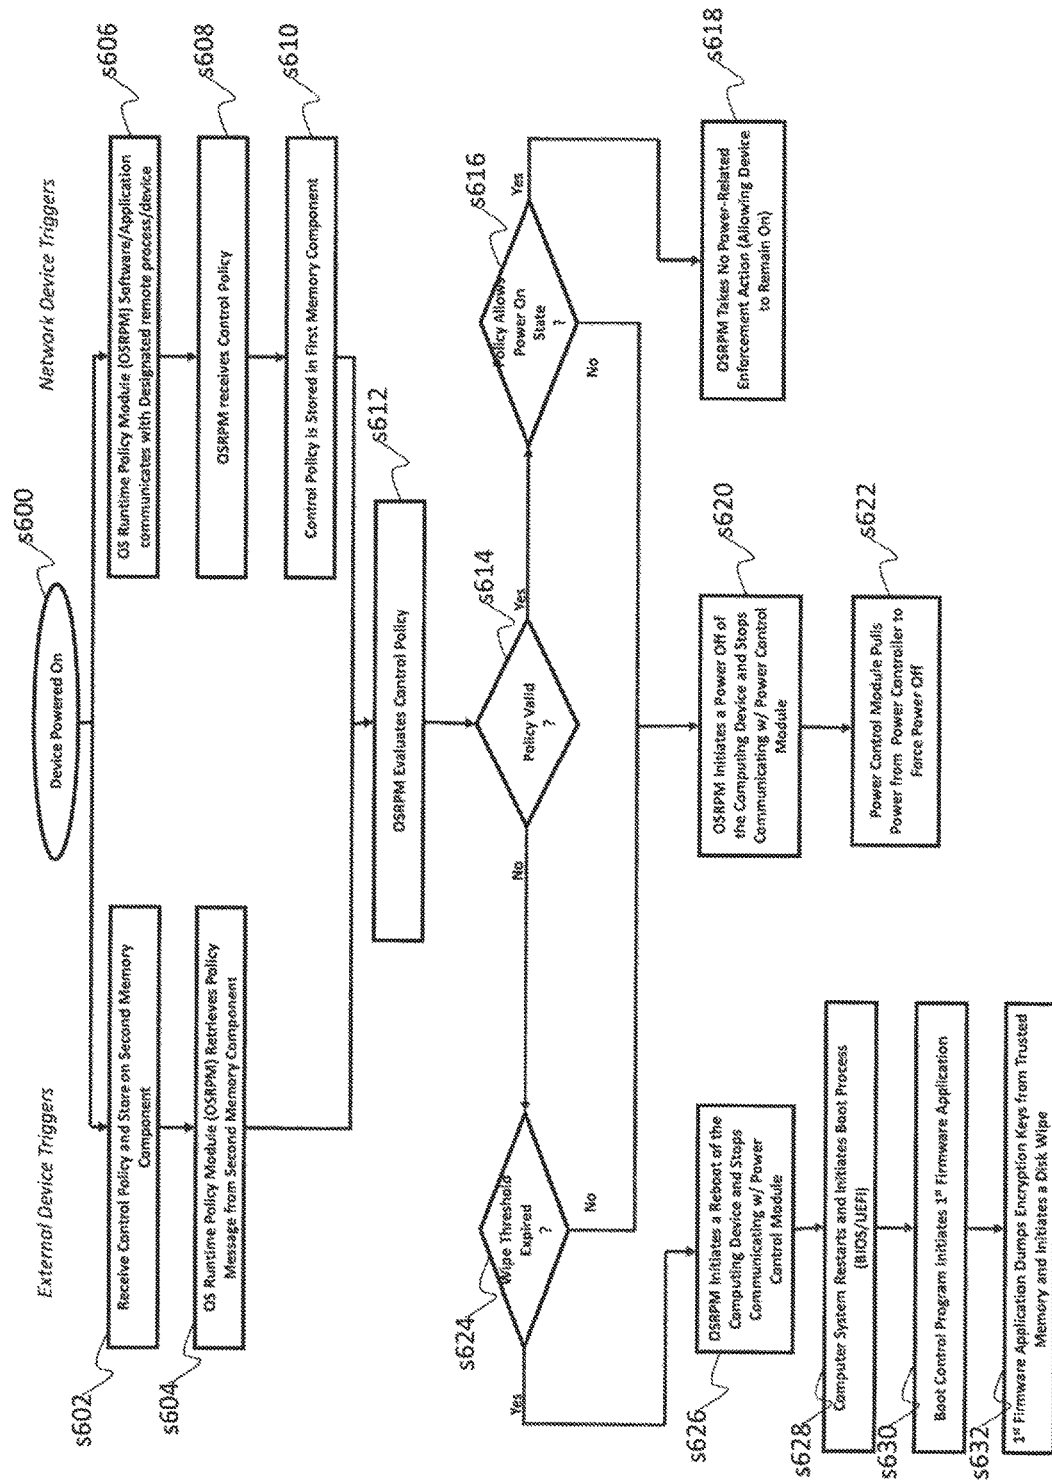 s600
Device Powered On
External Device Triggers
Network Device Triggers
s602
Receive Control Policy and Store on Second Memory
Component
s604
OS Runtime Policy Module (OSRPM) Retrieves Policy
Message from Second Memory Component
s606
OS Runtime Policy Module (OSRPM) Software/Application
communicates with Designated remote process/device
s608
OSRPM receives Control Policy
s610
Control Policy is Stored in First Memory Component
s612
OSRPM Evaluates Control Policy
s614
Policy Valid
?
Yes
No
s616
Policy Allows
Power On
State
?
Yes
No
s618
OSRPM Takes No Power-Related
Enforcement Action (Allowing Device
to Remain On)
s620
OSRPM Initiates a Power Off of
the Computing Device and Stops
Communicating w/ Power Control
Module
s622
Power Control Module Pulls
Power from Power Controller to
Force Power Off
s624
Wipe Threshold
Expired
?
No
Yes
s626
OSRPM Initiates a Reboot of the
Computing Device and Stops
Communicating w/ Power
Control Module
s628
Computer System Restarts and Initiates Boot Process
(BIOS/UEFI)
s630
Boot Control Program Initiates 1st Firmware Application
s632
1st Firmware Application Dumps Encryption Keys from Trusted
Memory and Initiates a Disk Wipe